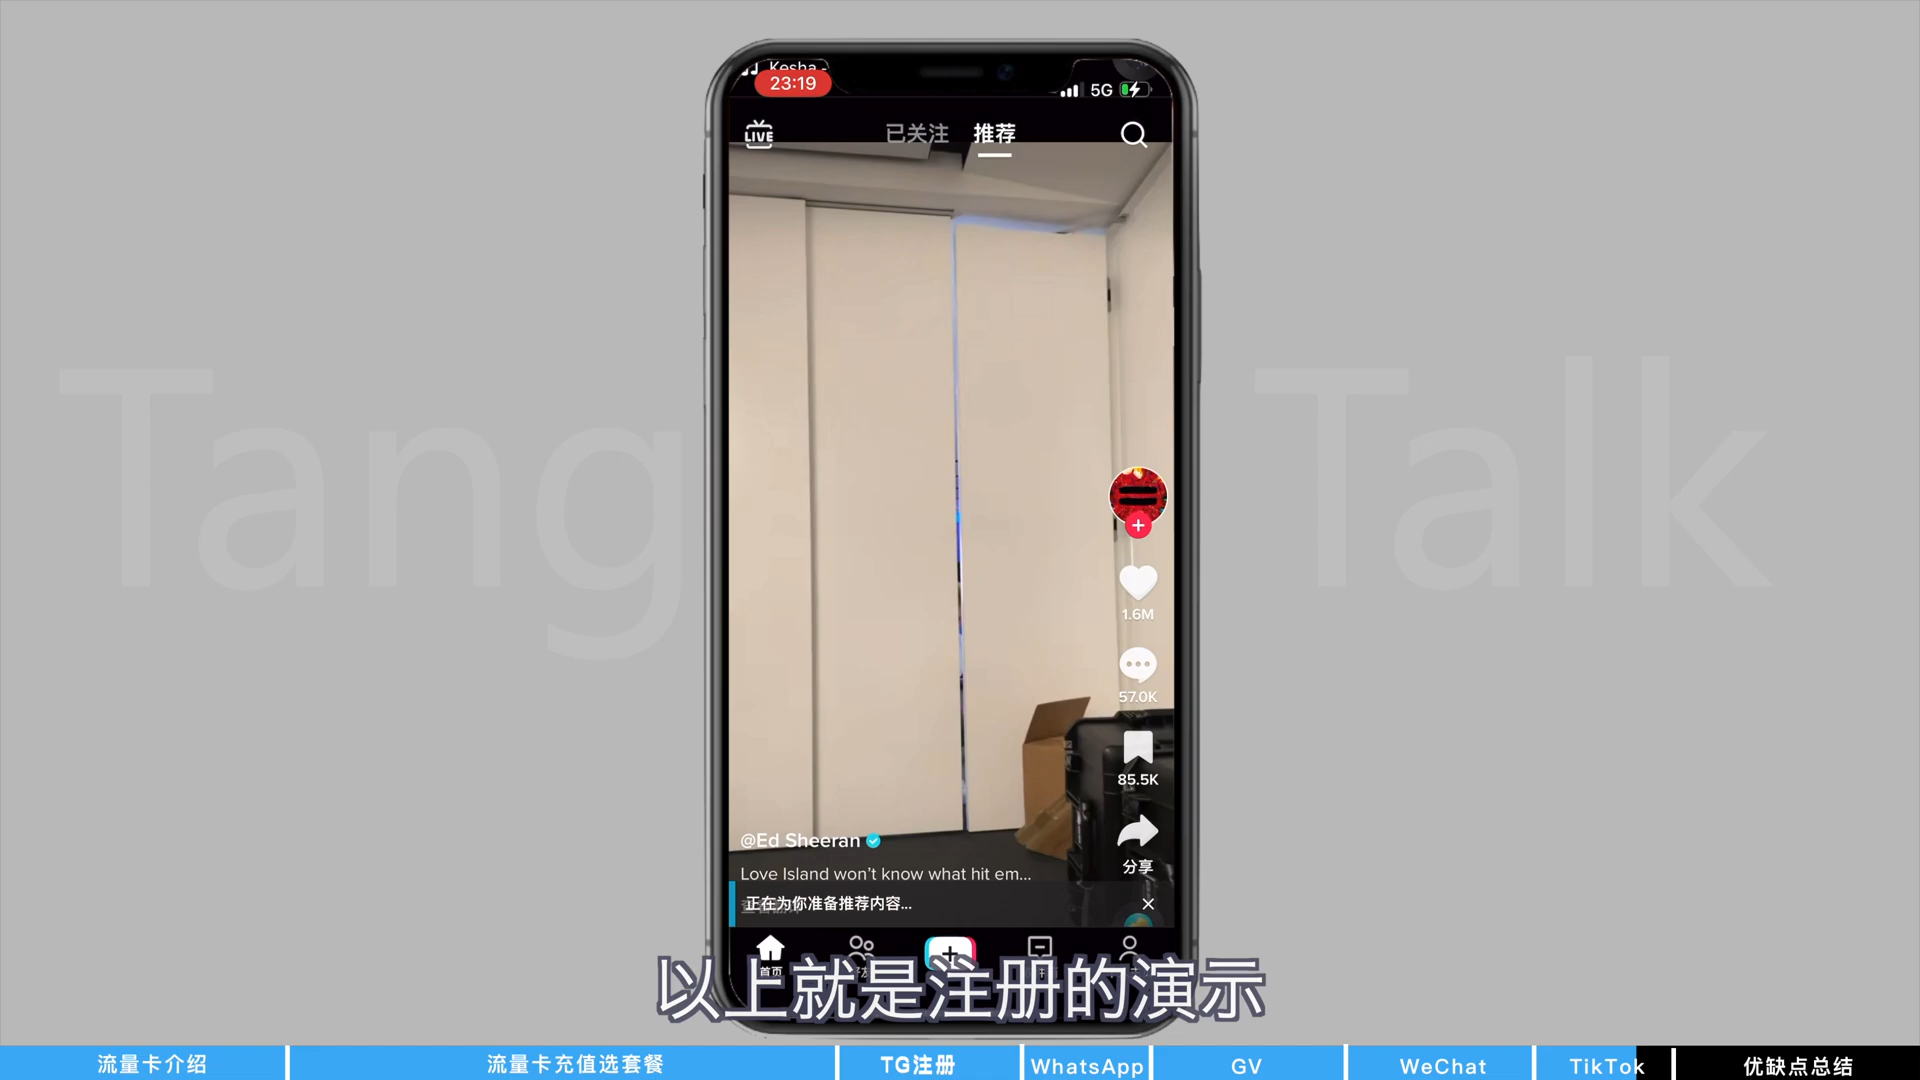 Kesha -
23:19
5G
LIVE
已关注 推荐
Tang Talk
1.6M
57.0K
85.5K
分享
@Ed Sheeran
Love Island won't know what hit em...
正在为你准备推荐内容...
首页
以上就是注册的演示
流量卡介绍 流量卡充值选套餐 TG注册 WhatsApp GV WeChat TikTok 优缺点总结